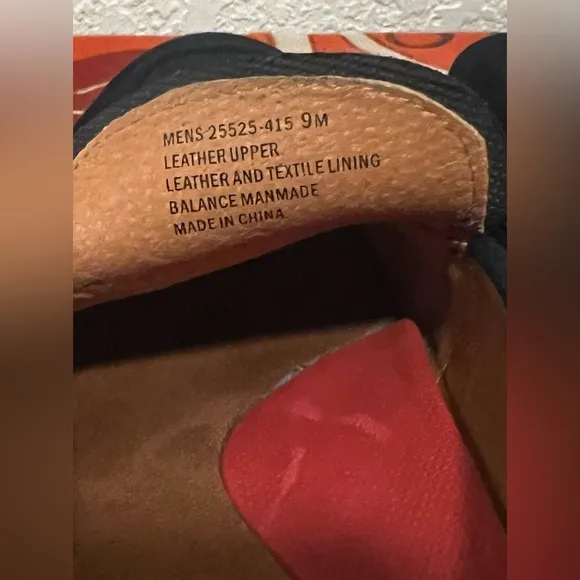 MENS 25525-415 9M
LEATHER UPPER
LEATHER AND TEXTILE LINING
BALANCE MANMADE
MADE IN CHINA